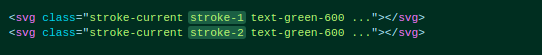 <svg class="stroke-current stroke-1 text-green-600 ..."></svg>
<svg class="stroke-current stroke-2 text-green-600 ..."></svg>